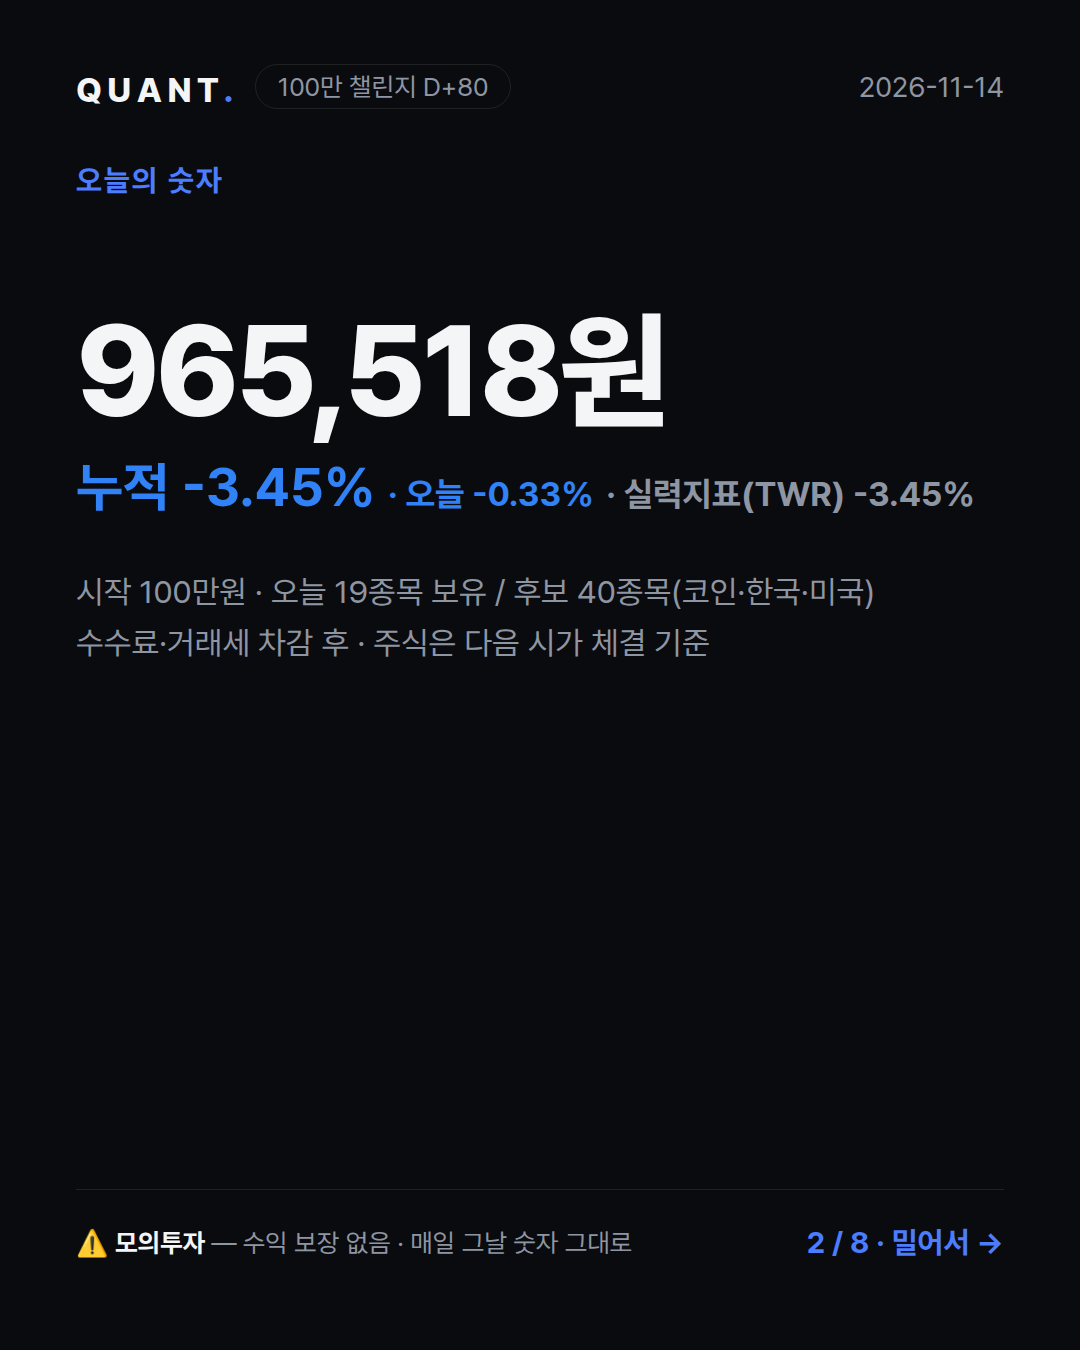 QUANT. 100만 챌린지 D+80 2026-11-14
오늘의 숫자
965,518원
누적 -3.45% · 오늘 -0.33% · 실력지표(TWR) -3.45%
시작 100만원 · 오늘 19종목 보유 / 후보 40종목(코인·한국·미국)
수수료·거래세 차감 후 · 주식은 다음 시가 체결 기준
⚠️ 모의투자 — 수익 보장 없음 · 매일 그날 숫자 그대로 2 / 8 · 밀어서 →